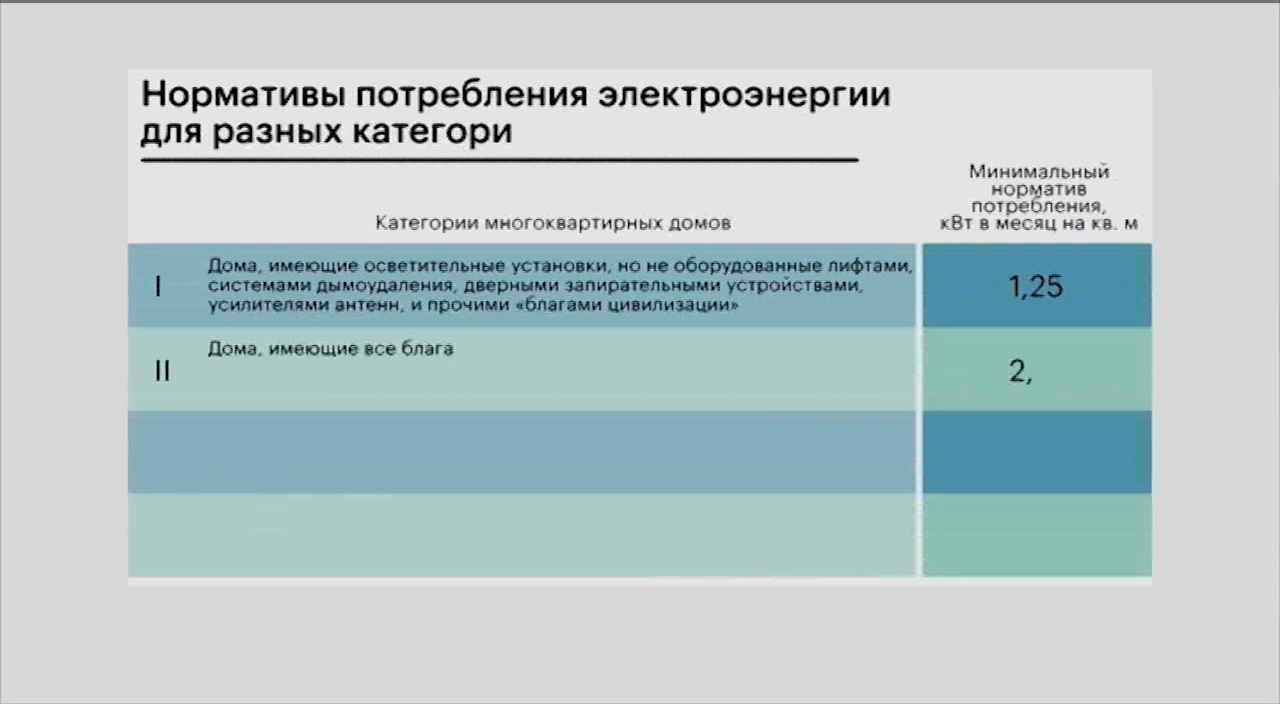 Нормативы потребления электроэнергии
для разных категори
Минимальный
норматив
потребления,
кВт в месяц на кв. м
Категории многоквартирных домов
I
Дома, имеющие осветительные установки, но не оборудованные лифтами,
системами дымоудаления, дверными запирательными устройствами,
усилителями антенн, и прочими «благами цивилизации»
1,25
II
Дома, имеющие все блага
2,